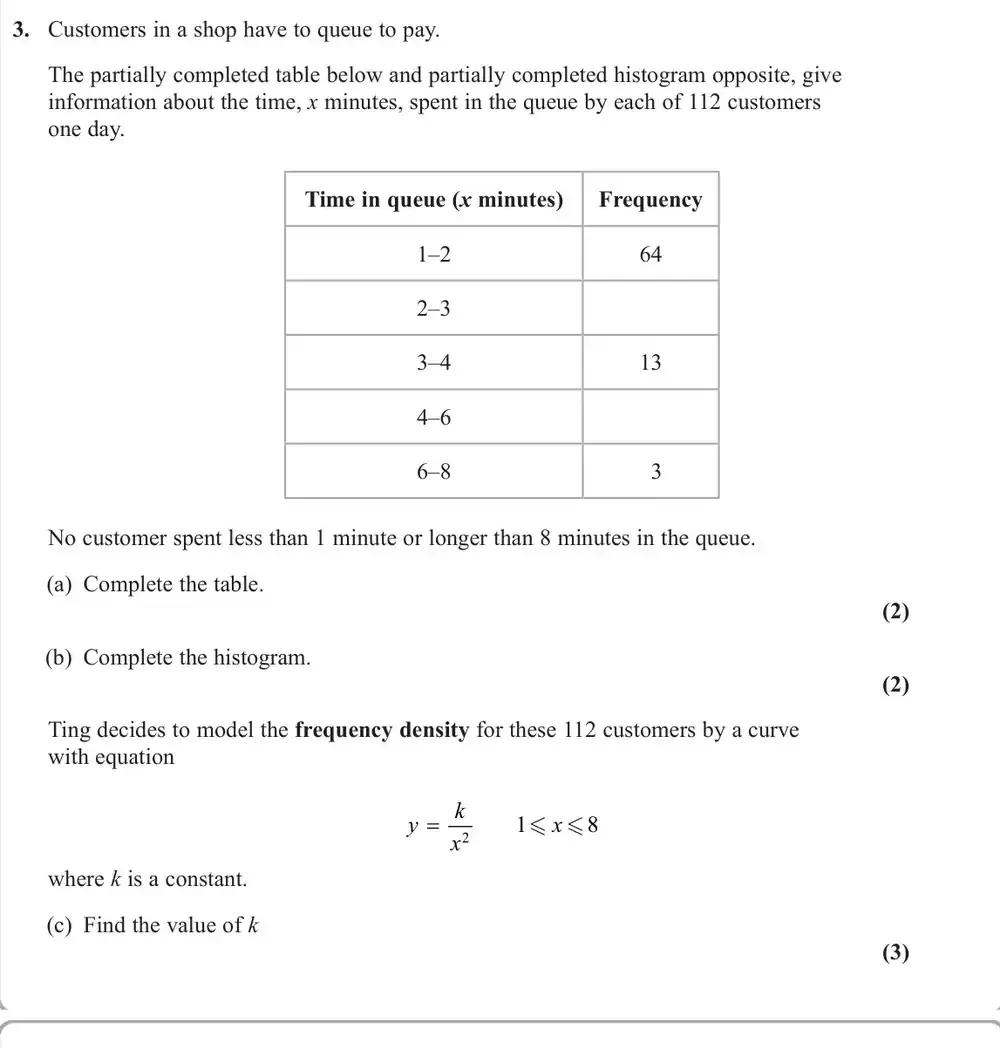 3. Customers in a shop have to queue to pay.
The partially completed table below and partially completed histogram opposite, give
information about the time, x minutes, spent in the queue by each of 112 customers
one day.
Time in queue (x minutes) Frequency
1–2 64
2–3
3–4 13
4–6
6–8 3
No customer spent less than 1 minute or longer than 8 minutes in the queue.
(a) Complete the table.
(2)
(b) Complete the histogram.
(2)
Ting decides to model the frequency density for these 112 customers by a curve
with equation
y = k/x² 1 ⩽ x ⩽ 8
where k is a constant.
(c) Find the value of k
(3)